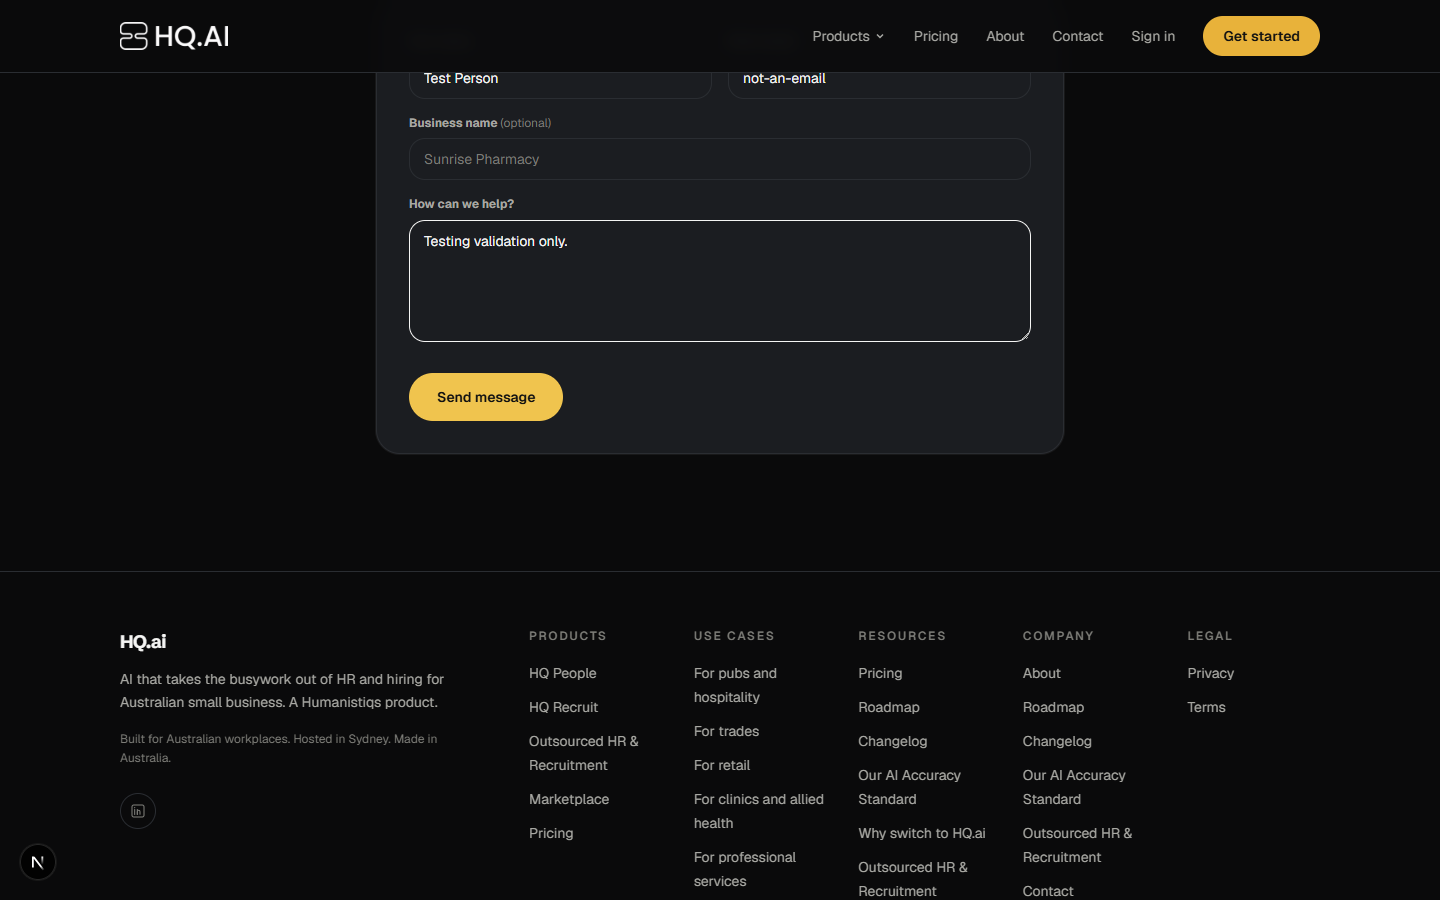 HQ.AI
Products
Pricing
About
Contact
Sign in
Get started
Test Person
not-an-email
Business name (optional)
Sunrise Pharmacy
How can we help?
Testing validation only.
Send message
HQ.ai
AI that takes the busywork out of HR and hiring for
Australian small business. A Humanistiqs product.
Built for Australian workplaces. Hosted in Sydney. Made in
Australia.
in
N
PRODUCTS
HQ People
HQ Recruit
Outsourced HR &
Recruitment
Marketplace
Pricing
USE CASES
For pubs and
hospitality
For trades
For retail
For clinics and allied
health
For professional
services
RESOURCES
Pricing
Roadmap
Changelog
Our AI Accuracy
Standard
Why switch to HQ.ai
Outsourced HR &
Recruitment
COMPANY
About
Roadmap
Changelog
Our AI Accuracy
Standard
Outsourced HR &
Recruitment
Contact
LEGAL
Privacy
Terms